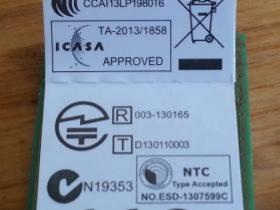 CCAI13LP1980T6
TA-2013/1858
ICASA
APPROVED
R 003-130165
T D130110003
N19353
NTC
Type Accepted
NO.ESD-1307599C